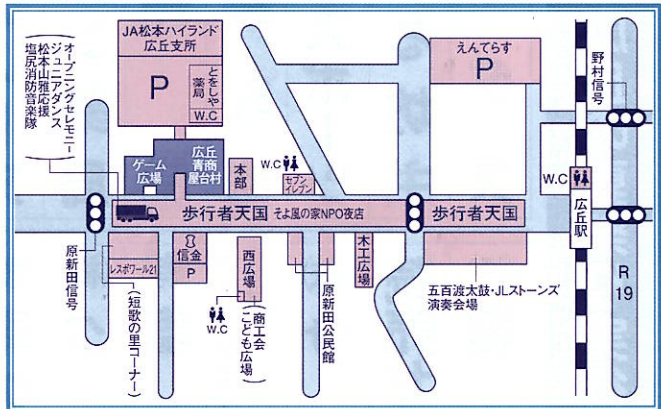 JA松本ハイランド
広丘支所
P
とをしや
薬局
W.C
えんてらす
P
野村信号
オープニングセレモニー
ジュニアダンス
松本山雅応援
塩尻消防音楽隊
ゲーム
広場
広丘
青商
屋台村
本部
W.C
セブン
イレブン
W.C
広丘駅
歩行者天国 そよ風の家NPO夜店
歩行者天国
原新田信号
レスポワール21
(短歌の里コーナー)
信金
P
西広場
W.C
(商工会
こども広場)
原新田公民館
木工広場
五百渡太鼓・JLストーンズ
演奏会場
R
19